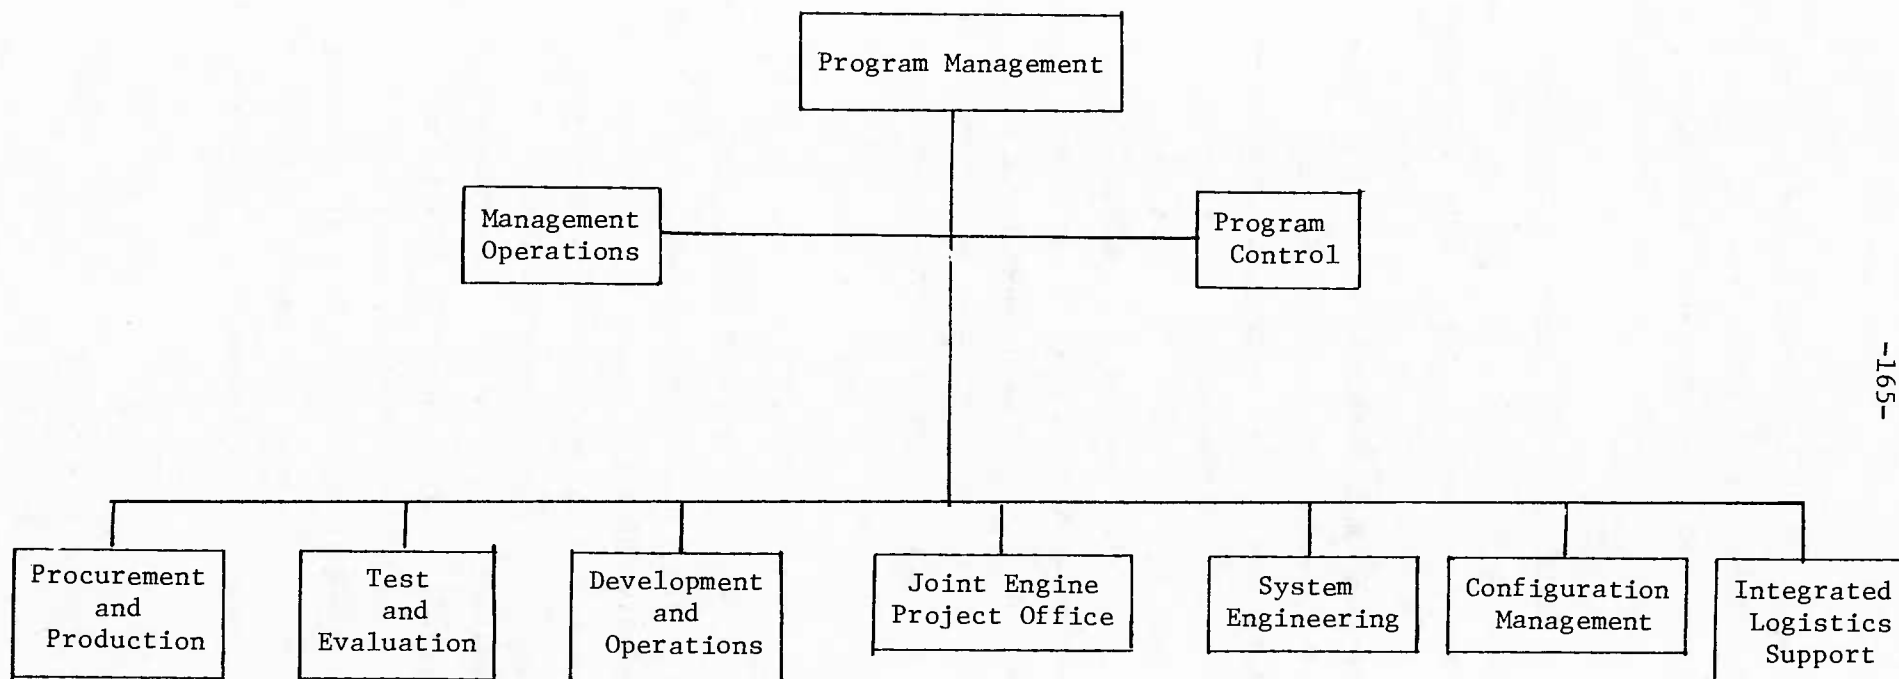 Program Management
Management
Operations
Program
Control
-165-
Procurement
and
Production
Test
and
Evaluation
Development
and
Operations
Joint Engine
Project Office
System
Engineering
Configuration
Management
Integrated
Logistics
Support